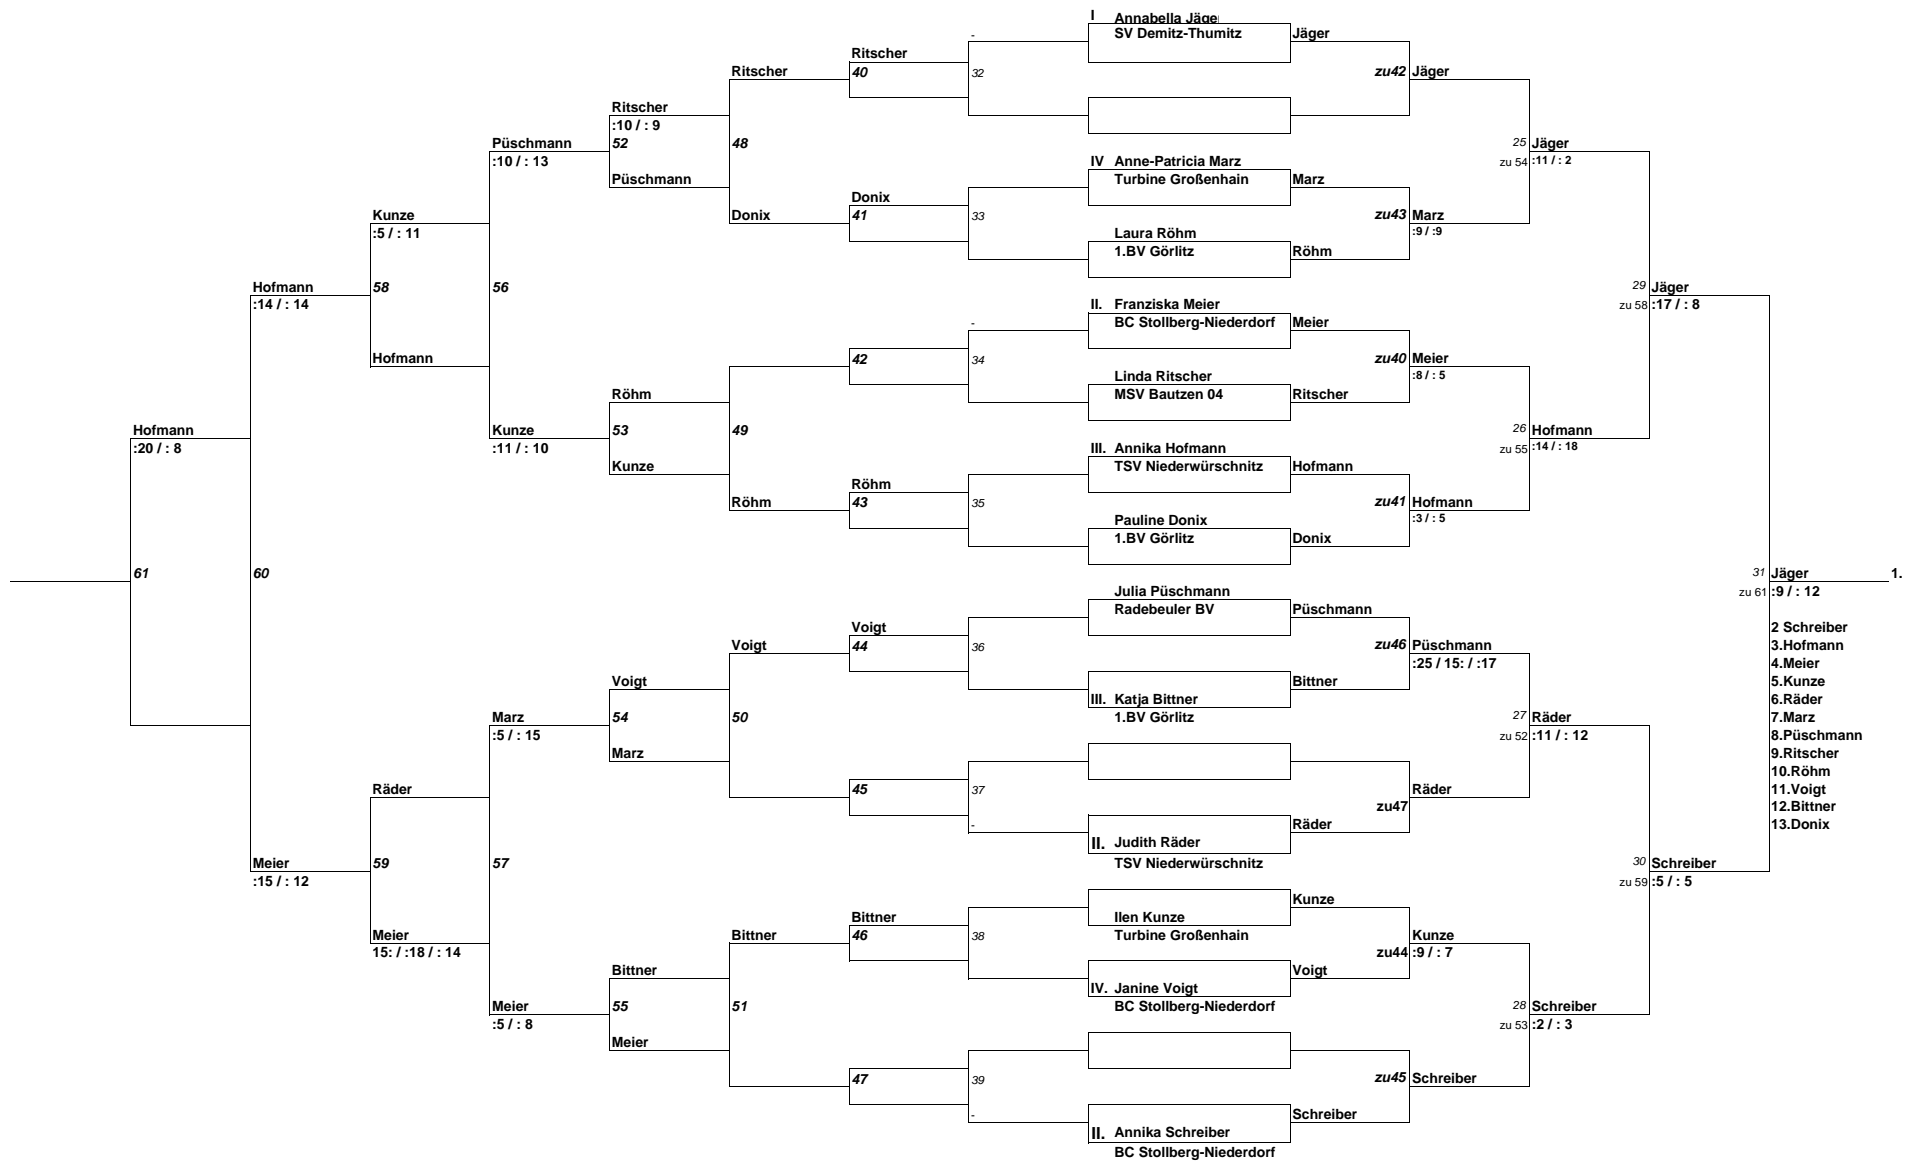 I Annabella Jäge
- SV Demitz-Thumitz Jäger
Ritscher
Ritscher 40 32 zu42 Jäger
Ritscher
:10 / : 9
Püschmann 52 48 25 Jäger
:10 / : 13 IV Anne-Patricia Marz zu 54 :11 / : 2
Püschmann Turbine Großenhain Marz
Donix
Kunze Donix 41 33 zu43 Marz
:5 / : 11 Laura Röhm :9 / :9
1.BV Görlitz Röhm
Hofmann 58 56 29 Jäger
:14 / : 14 II. Franziska Meier zu 58 :17 / : 8
- BC Stollberg-Niederdorf Meier
Hofmann 42 34 zu40 Meier
Linda Ritscher :8 / : 5
Röhm MSV Bautzen 04 Ritscher
Hofmann Kunze 53 49 26 Hofmann
:20 / : 8 :11 / : 10 III. Annika Hofmann zu 55 :14 / : 18
Kunze TSV Niederwürschnitz Hofmann
Röhm
Röhm 43 35 zu41 Hofmann
Pauline Donix :3 / : 5
1.BV Görlitz Donix
61 60 31 Jäger 1.
Julia Püschmann zu 61 :9 / : 12
Radebeuler BV Püschmann
Voigt 2 Schreiber
Voigt 44 36 zu46 Püschmann 3.Hofmann
:25 / 15: / :17 4.Meier
Voigt Bittner 5.Kunze
III. Katja Bittner 6.Räder
Marz 54 50 1.BV Görlitz 27 Räder 7.Marz
:5 / : 15 zu 52 :11 / : 12 8.Püschmann
Marz 9.Ritscher
10.Röhm
Räder 45 37 Räder 11.Voigt
zu47 12.Bittner
- Räder 13.Donix
II. Judith Räder
Meier 59 57 TSV Niederwürschnitz 30 Schreiber
:15 / : 12 zu 59 :5 / : 5
Kunze
Bittner Ilen Kunze
Meier Bittner 46 38 Turbine Großenhain Kunze
15: / :18 / : 14 zu44 :9 / : 7
Bittner Voigt
IV. Janine Voigt
Meier 55 51 BC Stollberg-Niederdorf 28 Schreiber
:5 / : 8 zu 53 :2 / : 3
Meier
47 39 zu45 Schreiber
- Schreiber
II. Annika Schreiber
BC Stollberg-Niederdorf